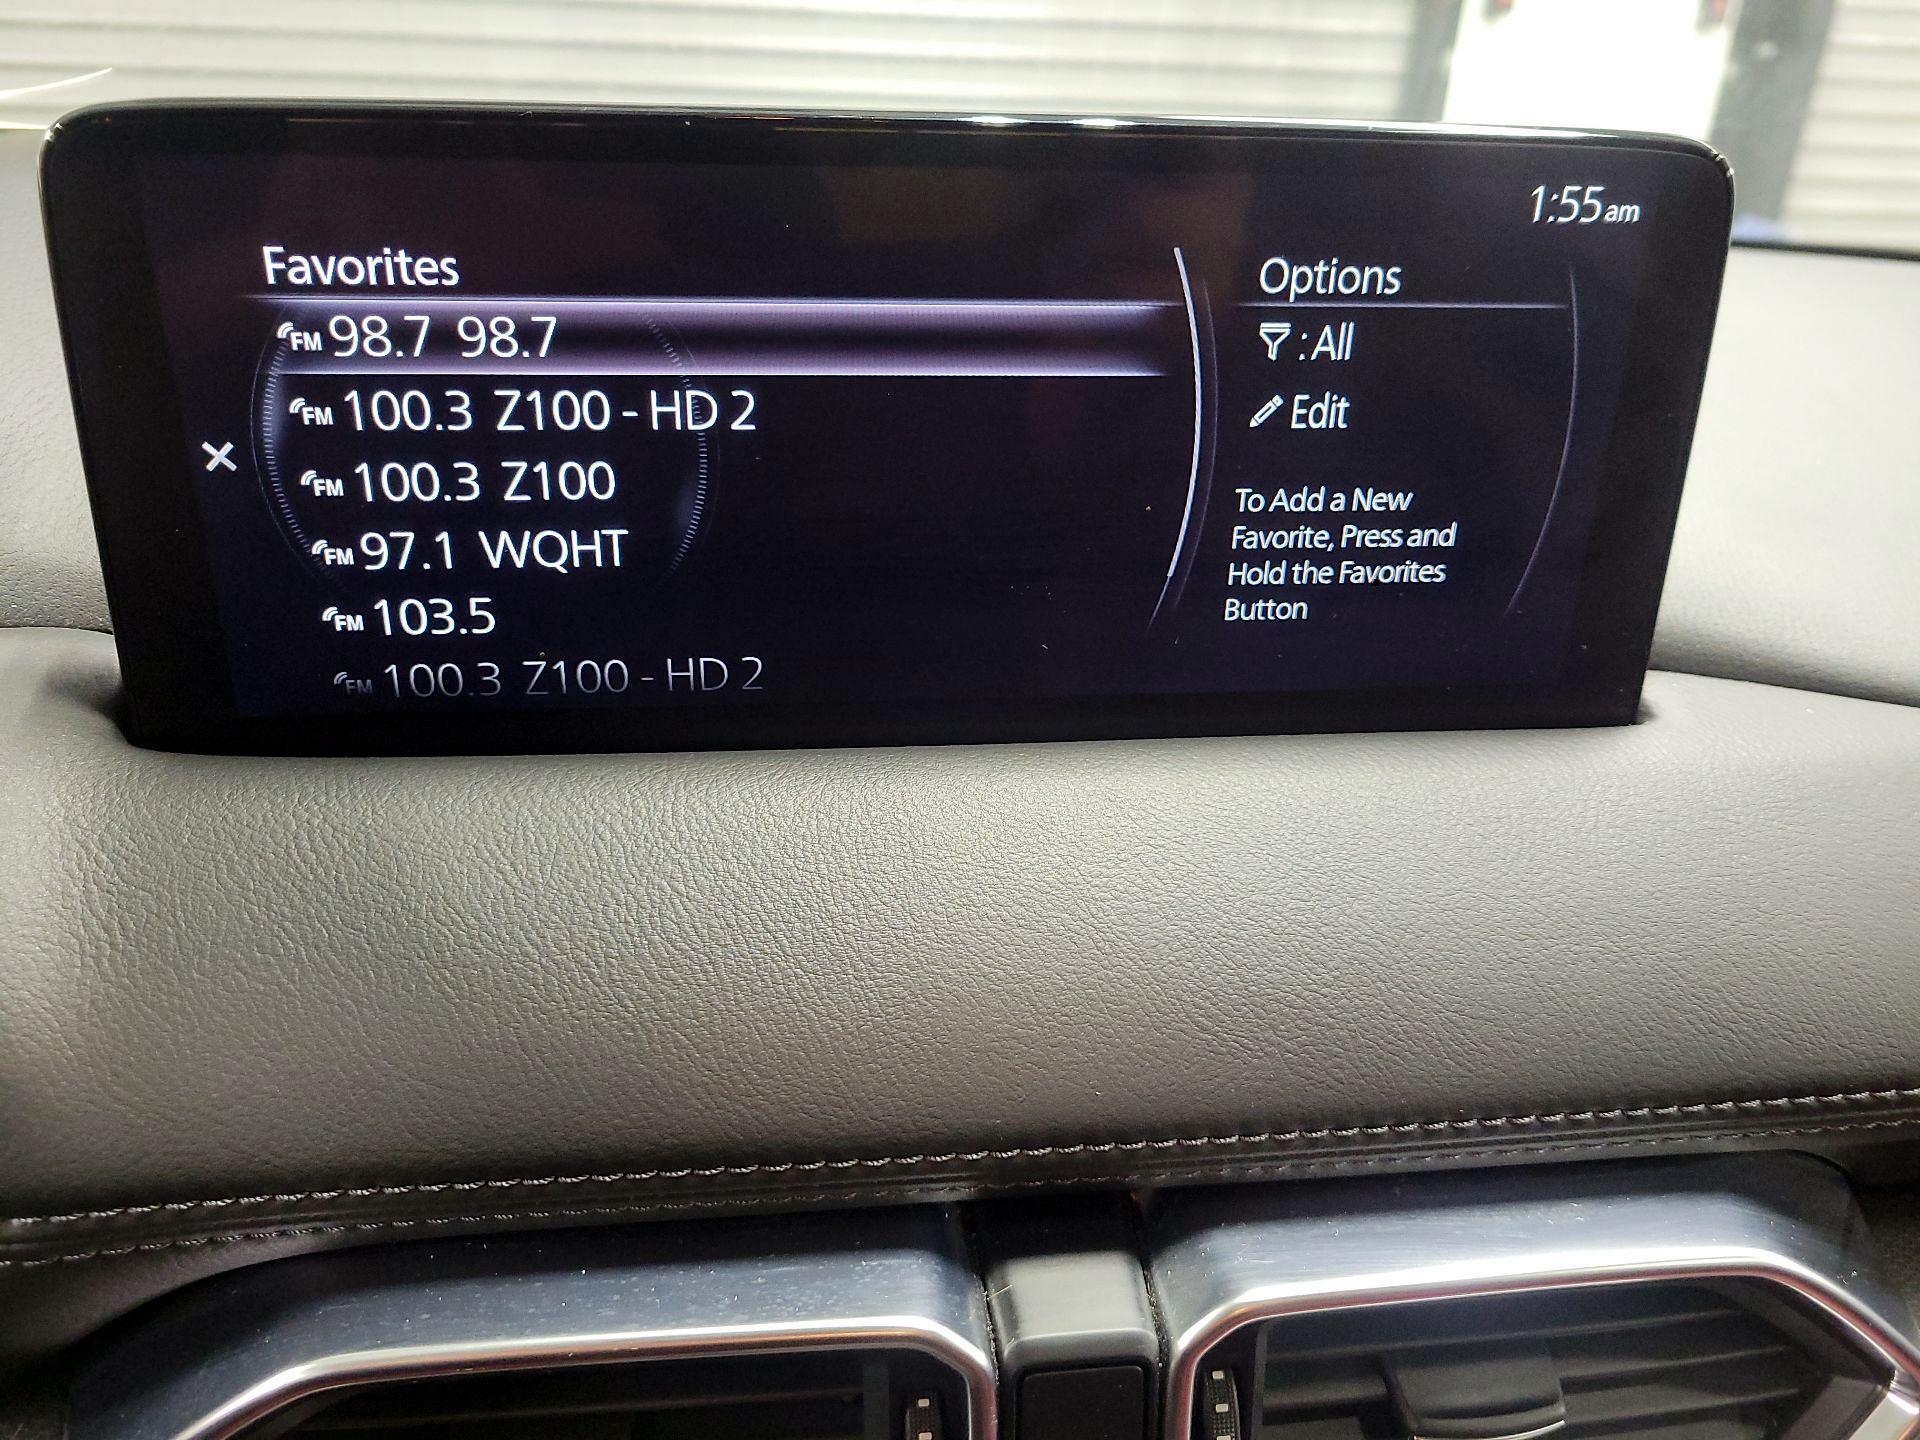 1:55am
Favorites
FM 98.7 98.7
FM 100.3 Z100 - HD 2
FM 100.3 Z100
FM 97.1 WQHT
FM 103.5
FM 100.3 Z100 - HD 2
Options
: All
Edit
To Add a New
Favorite, Press and
Hold the Favorites
Button